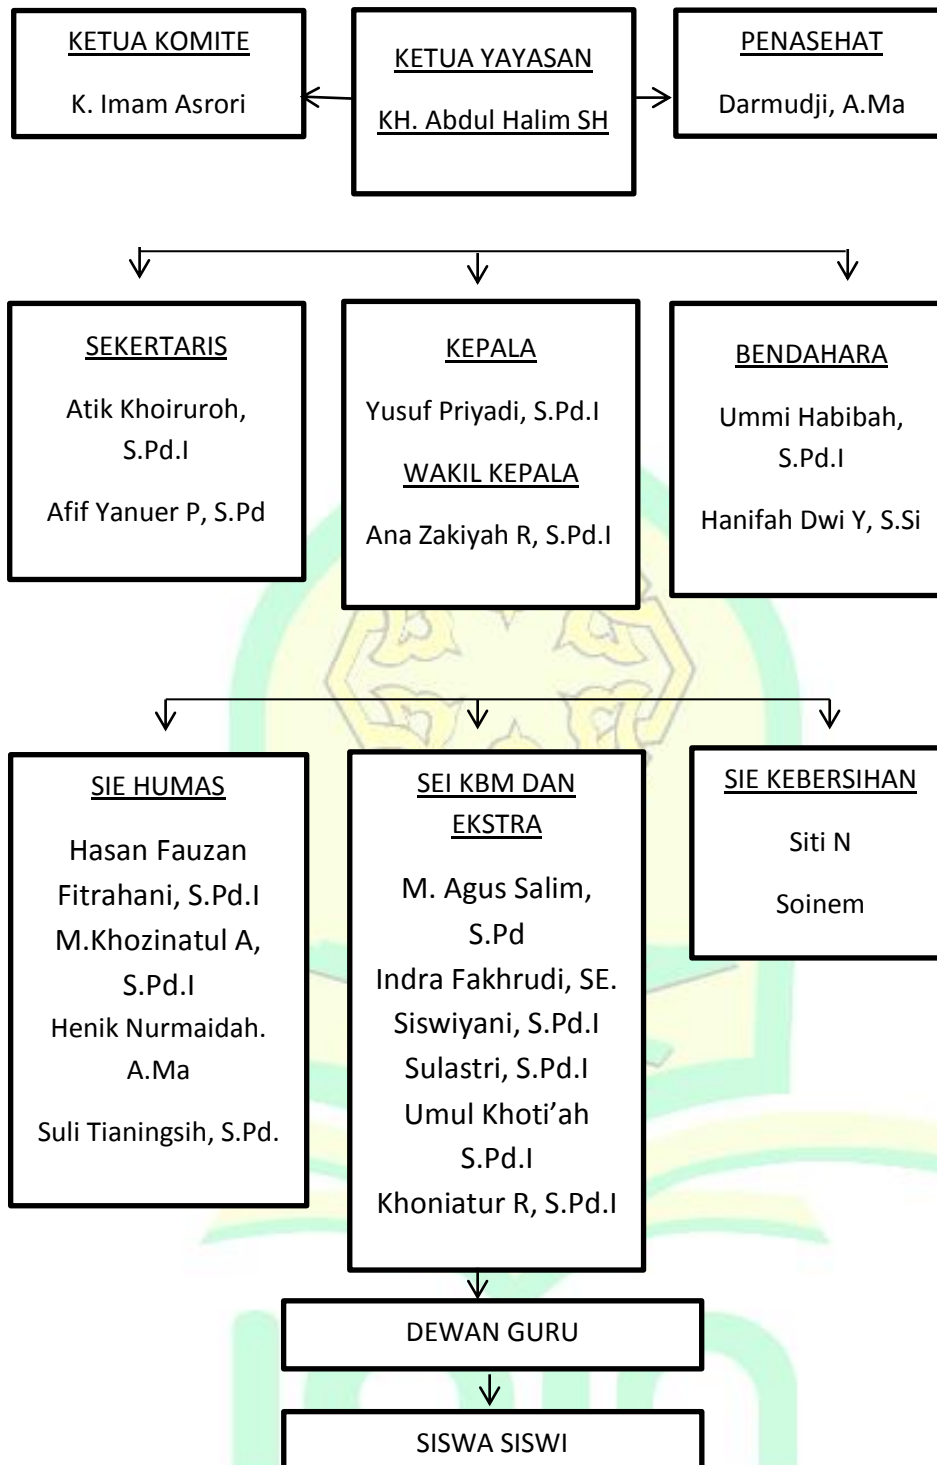 KETUA KOMITE
K. Imam Asrori
KETUA YAYASAN
KH. Abdul Halim SH
PENASEHAT
Darmudji, A.Ma
SEKERTARIS
Atik Khoiruroh,
S.Pd.I
Afif Yanuer P, S.Pd
KEPALA
Yusuf Priyadi, S.Pd.I
WAKIL KEPALA
Ana Zakiyah R, S.Pd.I
BENDAHARA
Ummi Habibah,
S.Pd.I
Hanifah Dwi Y, S.Si
SIE HUMAS
Hasan Fauzan
Fitrahani, S.Pd.I
M.Khozinatul A,
S.Pd.I
Henik Nurmaidah.
A.Ma
Suli Tianingsih, S.Pd.
SEI KBM DAN
EKSTRA
M. Agus Salim,
S.Pd
Indra Fakhrudi, SE.
Siswiyani, S.Pd.I
Sulastri, S.Pd.I
Umul Khoti’ah
S.Pd.I
Khoniatur R, S.Pd.I
SIE KEBERSIHAN
Siti N
Soinem
DEWAN GURU
SISWA SISWI